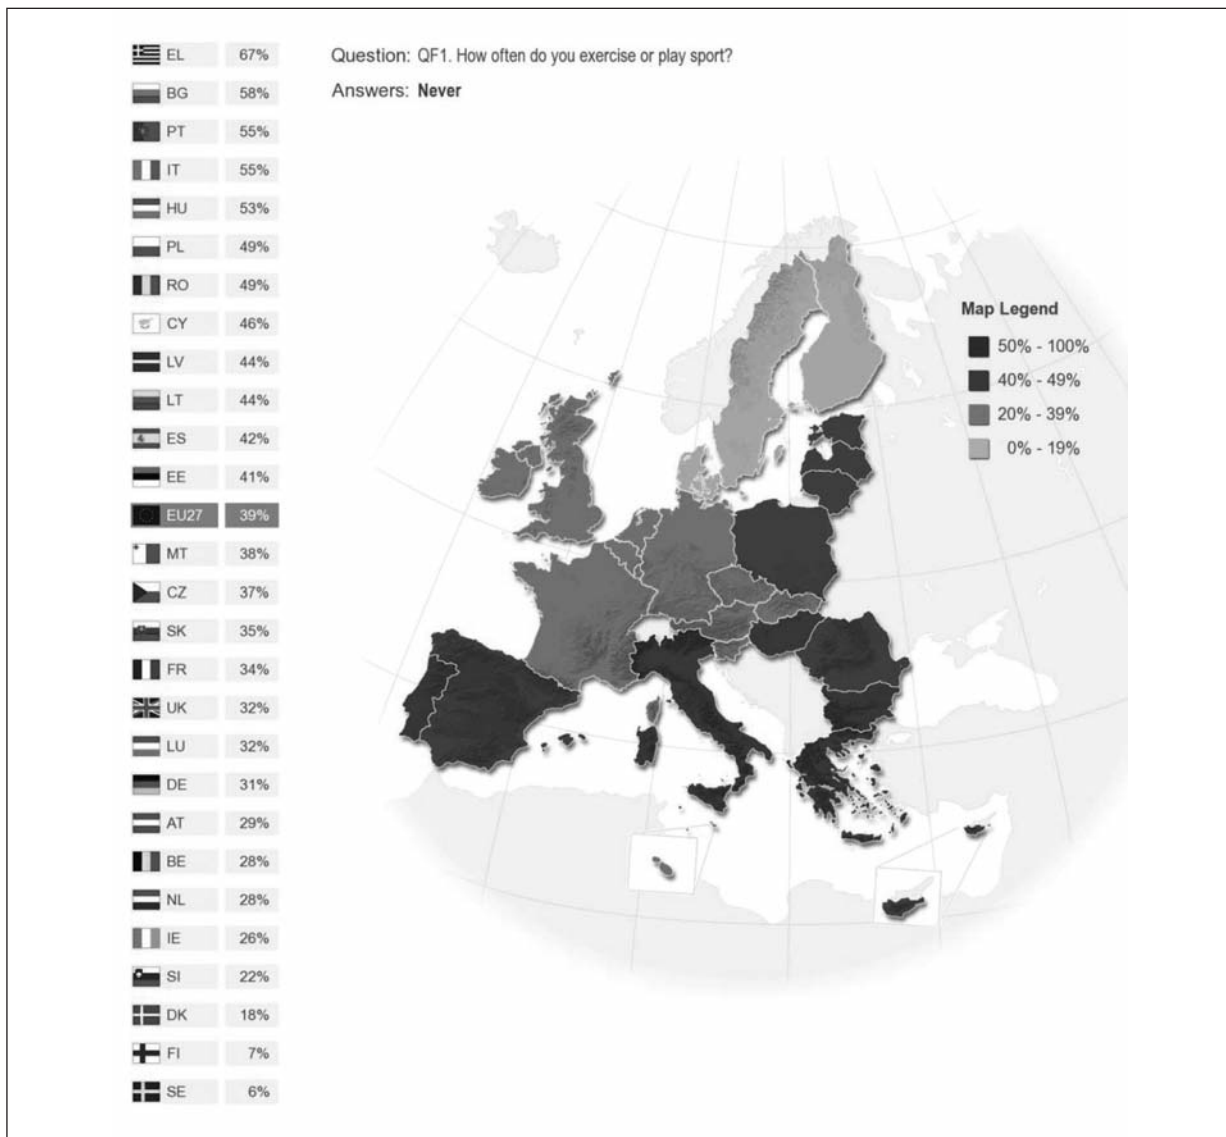 Question: QF1. How often do you exercise or play sport?
Answers: Never
EL 67%
BG 58%
PT 55%
IT 55%
HU 53%
PL 49%
RO 49%
CY 46%
LV 44%
LT 44%
ES 42%
EE 41%
EU27 39%
MT 38%
CZ 37%
SK 35%
FR 34%
UK 32%
LU 32%
DE 31%
AT 29%
BE 28%
NL 28%
IE 26%
SI 22%
DK 18%
FI 7%
SE 6%
Map Legend
50% - 100%
40% - 49%
20% - 39%
0% - 19%